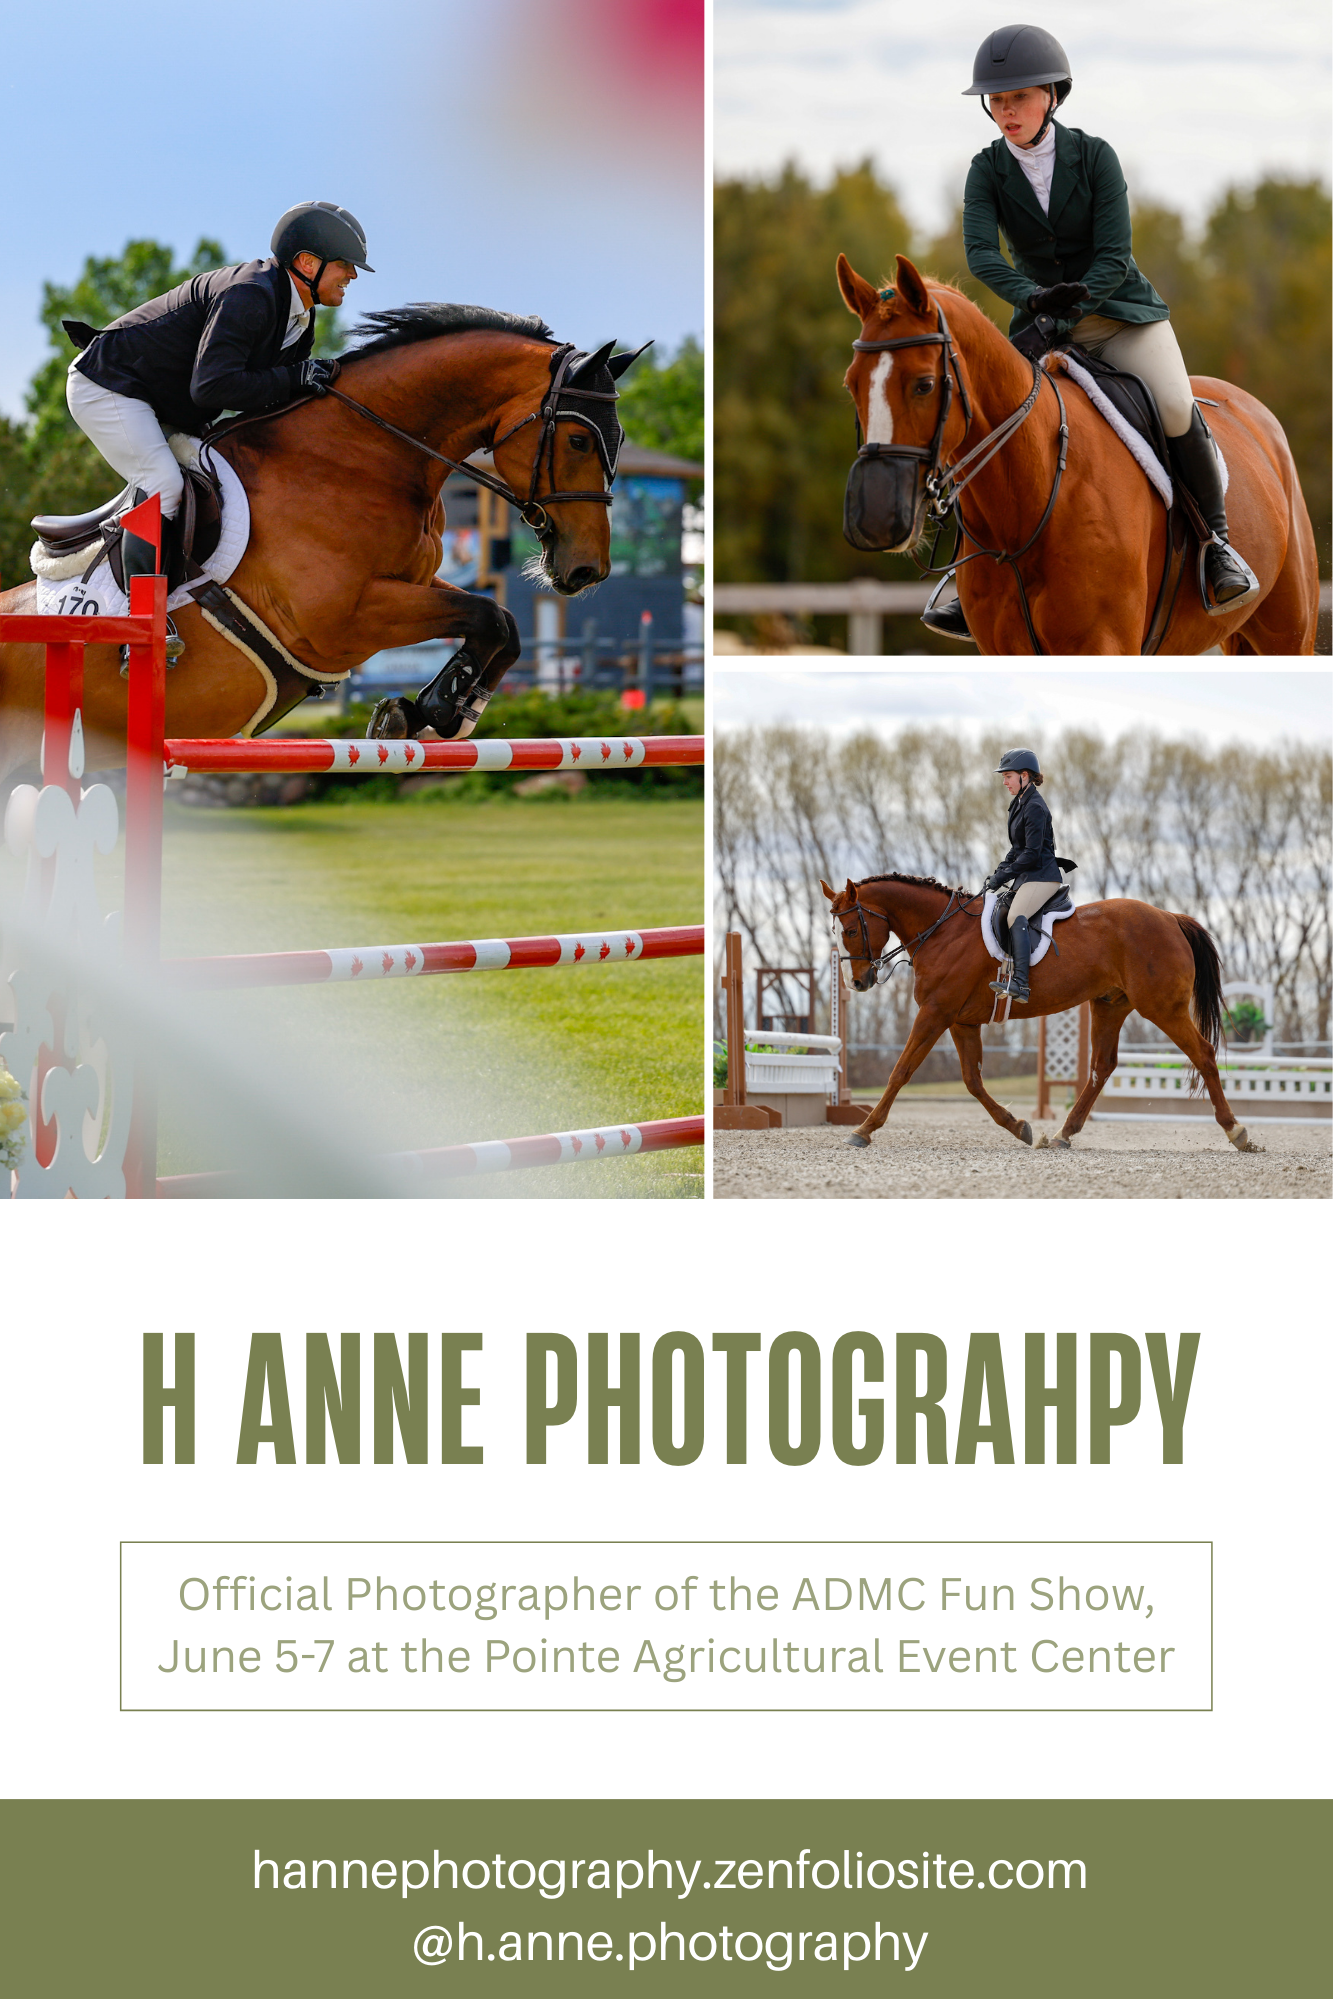 170
H ANNE PHOTOGRAHPY
Official Photographer of the ADMC Fun Show,
June 5-7 at the Pointe Agricultural Event Center
hannephotography.zenfoliosite.com
@h.anne.photography